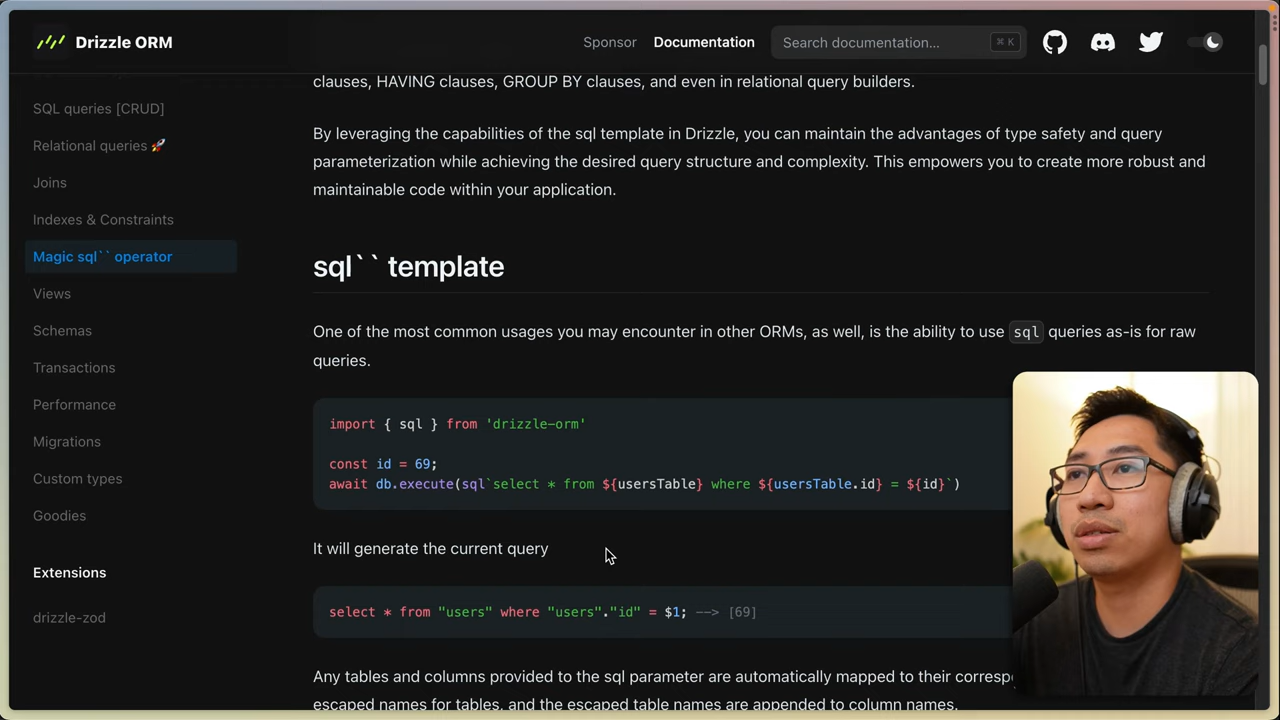 Drizzle ORM
Sponsor
Documentation
Search documentation...
⌘ K
SQL queries [CRUD]
Relational queries 🚀
Joins
Indexes & Constraints
Magic sql`` operator
Views
Schemas
Transactions
Performance
Migrations
Custom types
Goodies
Extensions
drizzle-zod
clauses, HAVING clauses, GROUP BY clauses, and even in relational query builders.
By leveraging the capabilities of the sql template in Drizzle, you can maintain the advantages of type safety and query
parameterization while achieving the desired query structure and complexity. This empowers you to create more robust and
maintainable code within your application.
sql`` template
One of the most common usages you may encounter in other ORMs, as well, is the ability to use sql queries as-is for raw
queries.
import { sql } from 'drizzle-orm'
const id = 69;
await db.execute(sql`select * from ${usersTable} where ${usersTable.id} = ${id}`)
It will generate the current query
select * from "users" where "users"."id" = $1; --> [69]
Any tables and columns provided to the sql parameter are automatically mapped to their
escaped names for tables, and the escaped table names are appended to column names.